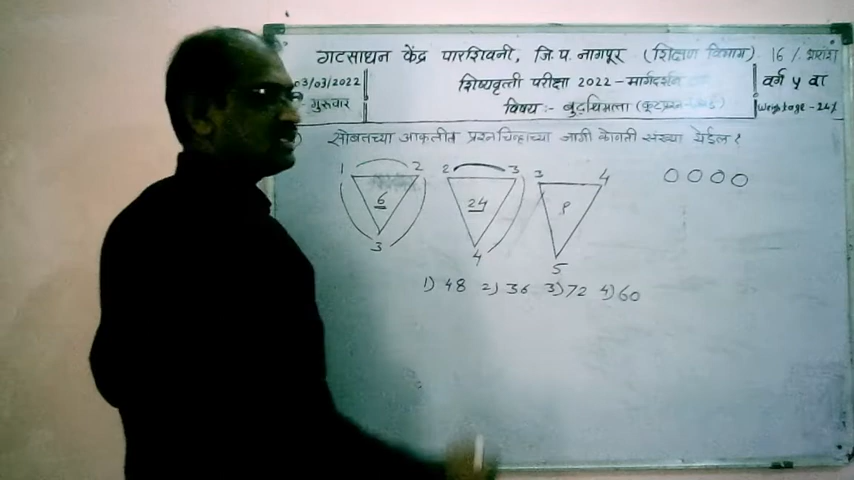 गटसाधन केंद्र पारशिवनी, जि.प. नागपूर (शिक्षण विभाग) 16
03/03/2022 शिष्यवृत्ती परीक्षा 2022 - मार्गदर्शन वर्ग ५ वा
गुरुवार विषय :- बुद्धिमत्ता Weightage - 24%
सोबतच्या आकृतीत प्रश्नचिन्हाच्या जागी कोणती संख्या येईल ?
1 2 2 3 3 4
6 24 ?
3 4 5
1) 48 2) 36 3) 72 4) 60